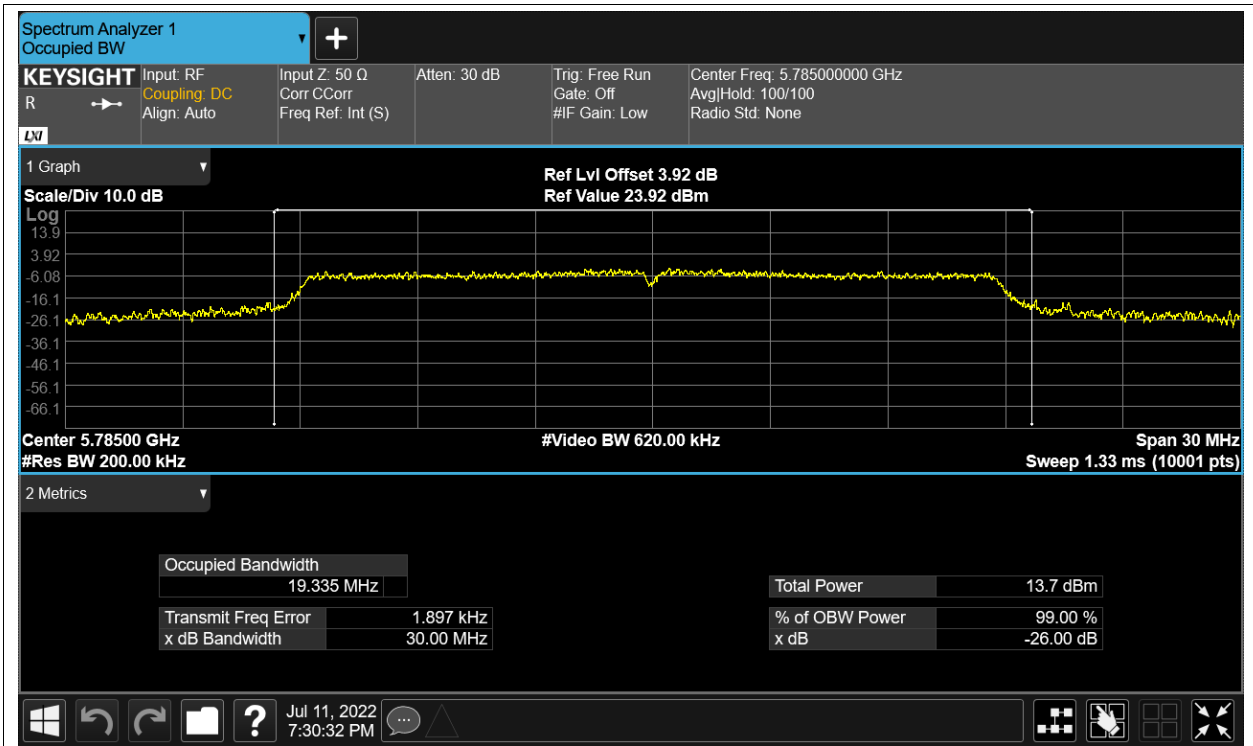 Spectrum Analyzer 1
Occupied BW
+
KEYSIGHT
R
LXI
Input: RF
Coupling: DC
Align: Auto
Input Z: 50 Ω
Corr CCorr
Freq Ref: Int (S)
Atten: 30 dB
Trig: Free Run
Gate: Off
#IF Gain: Low
Center Freq: 5.785000000 GHz
Avg|Hold: 100/100
Radio Std: None
1 Graph
Scale/Div 10.0 dB
Ref Lvl Offset 3.92 dB
Ref Value 23.92 dBm
Log
13.9
3.92
-6.08
-16.1
-26.1
-36.1
-46.1
-56.1
-66.1
Center 5.78500 GHz
#Video BW 620.00 kHz
Span 30 MHz
#Res BW 200.00 kHz
Sweep 1.33 ms (10001 pts)
2 Metrics
Occupied Bandwidth
19.335 MHz
Transmit Freq Error 1.897 kHz
x dB Bandwidth 30.00 MHz
Total Power 13.7 dBm
% of OBW Power 99.00 %
x dB -26.00 dB
?
Jul 11, 2022
7:30:32 PM